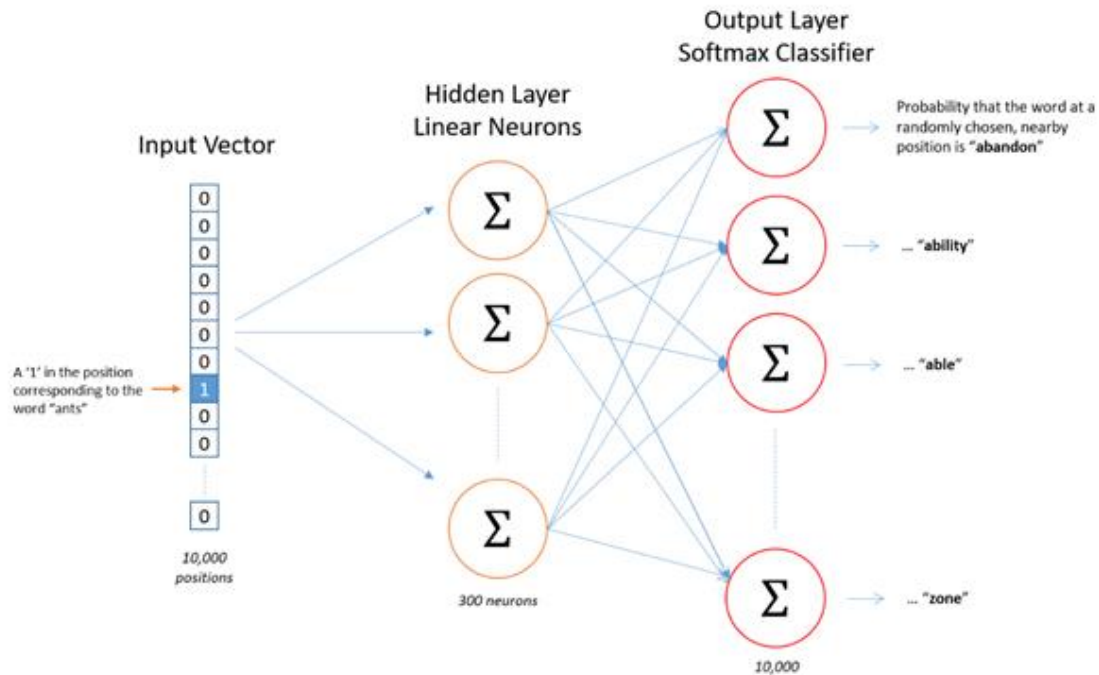 Output Layer
Softmax Classifier
Hidden Layer
Linear Neurons
Input Vector
Probability that the word at a
randomly chosen, nearby
position is “abandon”
... “ability”
... “able”
... “zone”
A ‘1’ in the position
corresponding to the
word “ants”
0
0
0
0
0
0
0
1
0
0
0
10,000
positions
Σ
Σ
Σ
300 neurons
Σ
Σ
Σ
Σ
10,000